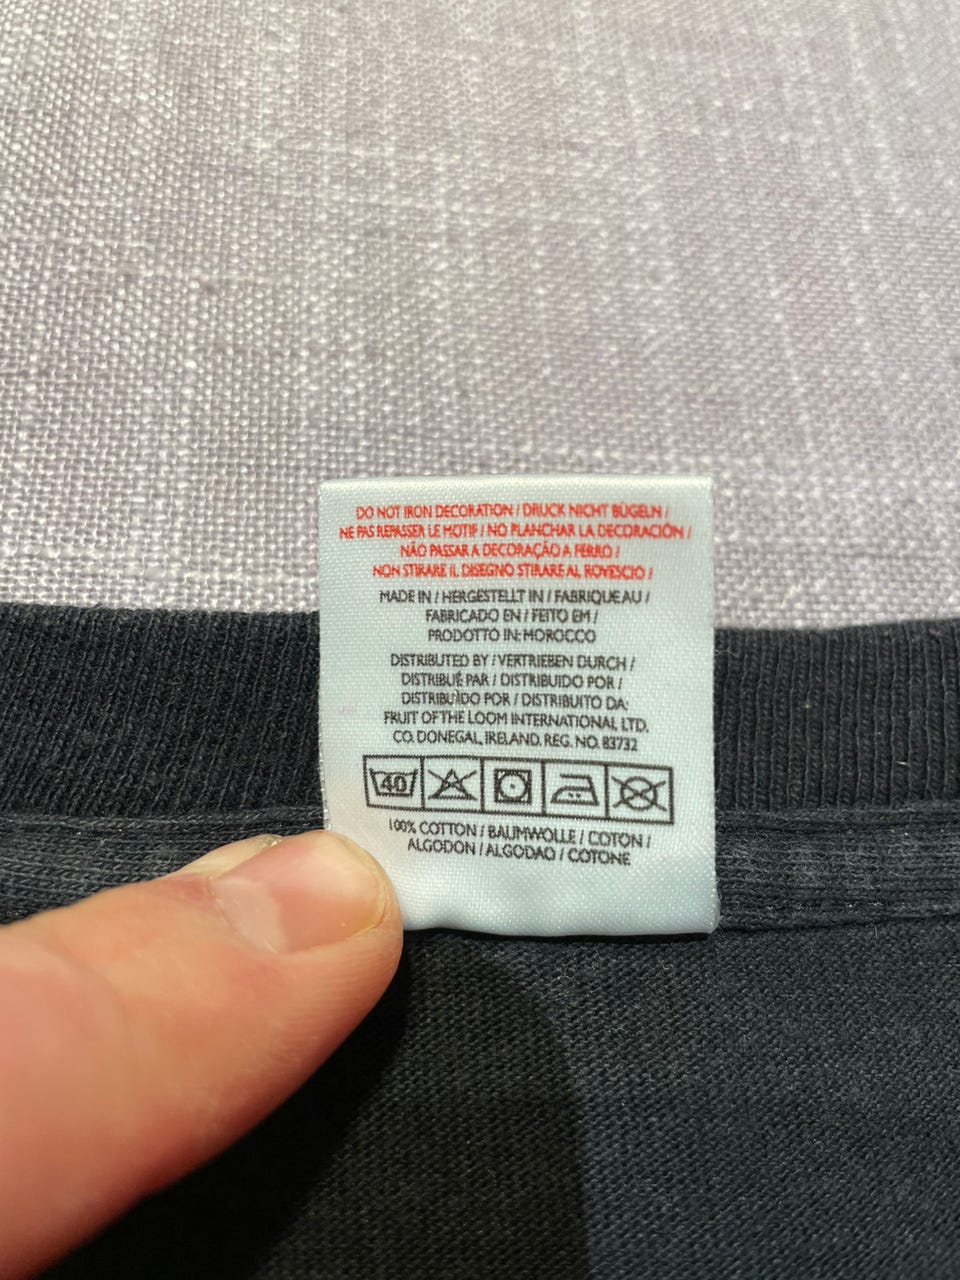 DO NOT IRON DECORATION / DRUCK NICHT BÜGELN /
NE PAS REPASSER LE MOTIF / NO PLANCHAR LA DECORACIÓN /
NÃO PASSAR A DECORAÇÃO A FERRO /
NON STIRARE IL DISEGNO STIRARE AL ROVESCIO /
MADE IN / HERGESTELLT IN / FABRIQUE AU /
FABRICADO EN / FEITO EM /
PRODOTTO IN: MOROCCO
DISTRIBUTED BY / VERTRIEBEN DURCH /
DISTRIBUÉ PAR / DISTRIBUIDO POR /
DISTRIBUÍDO POR / DISTRIBUITO DA:
FRUIT OF THE LOOM INTERNATIONAL LTD.
CO. DONEGAL, IRELAND. REG. NO. 83732
40
100% COTTON / BAUMWOLLE / COTON /
ALGODON / ALGODAO / COTONE